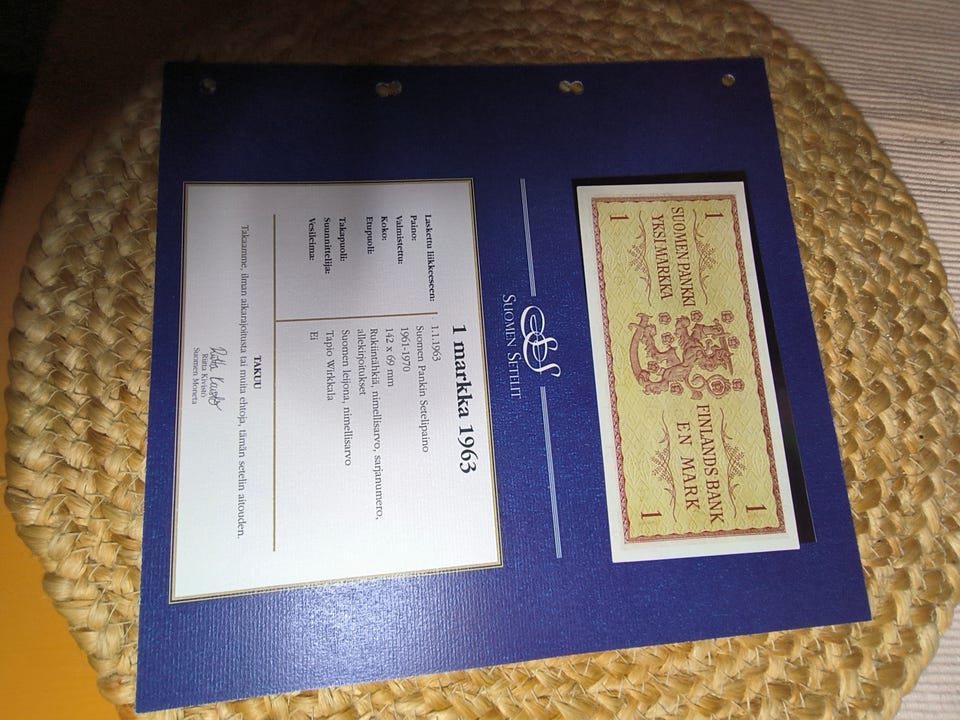 1
1
SUOMEN PANKKI
YKSI MARKKA
FINLANDS BANK
EN MARK
1
1
SUOMEN SETELIT
1 markka 1963
Laskettu liikkeeseen: 1.1.1963
Paino: Suomen Pankin Setelipaino
Valmistettu: 1961-1970
Koko: 142 x 69 mm
Etupuoli: Rukiintähkiä, nimellisarvo, sarjanumero,
allekirjoitukset
Takapuoli: Suomen leijona, nimellisarvo
Suunnittelija: Tapio Wirkkala
Vesileima: Ei
TAKUU
Takaamme, ilman aikarajoitusta tai muita ehtoja, tämän setelin aitouden.
Riitta Kivistö
Suomen Moneta